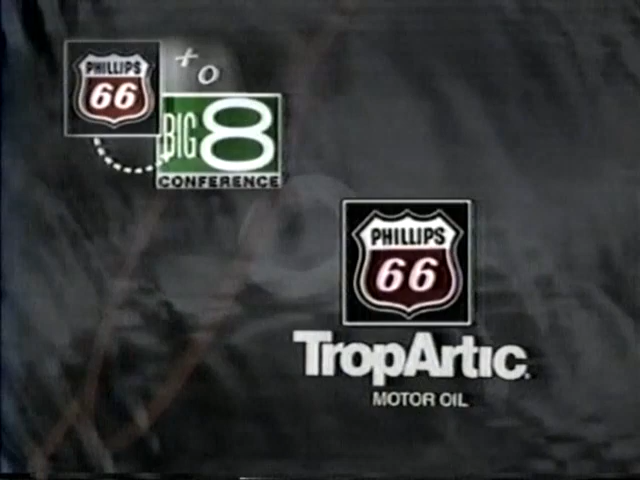 PHILLIPS
66
BIG 8
CONFERENCE
PHILLIPS
66
TropArtic
MOTOR OIL